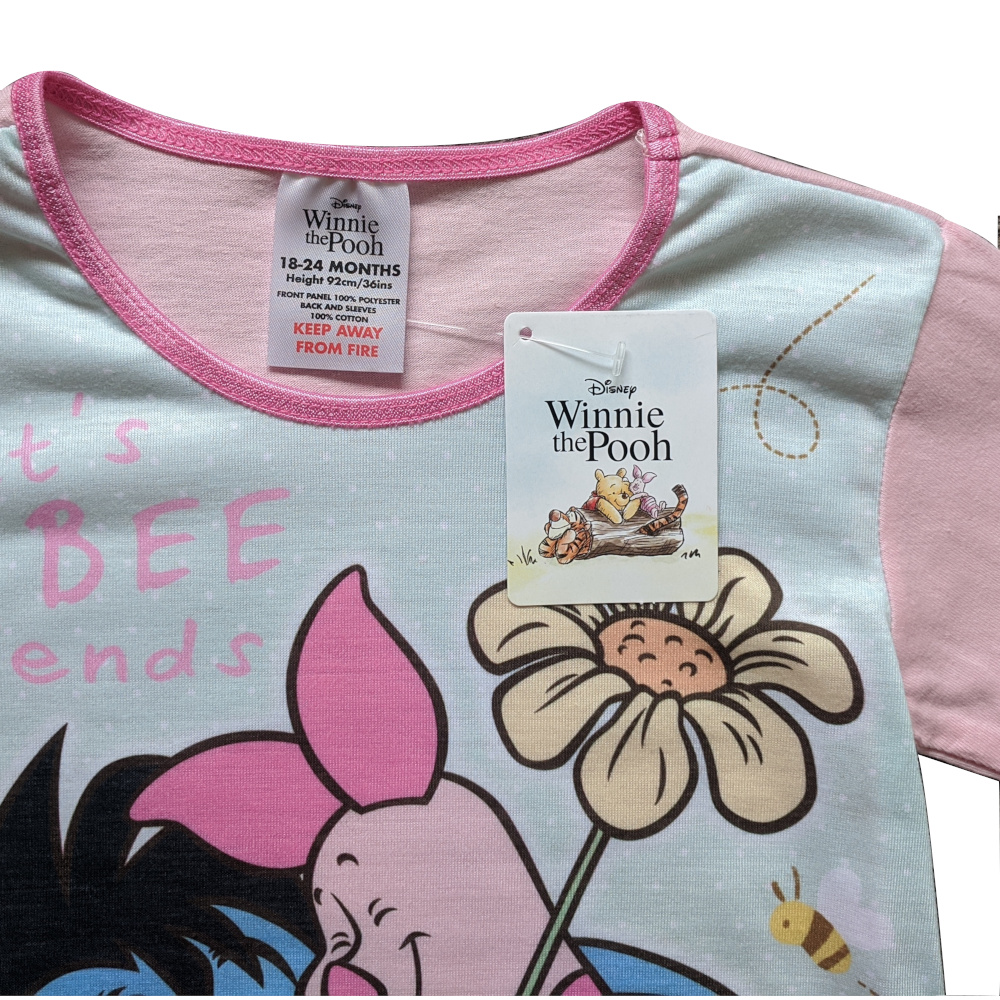 Disney
Winnie
the Pooh
18-24 MONTHS
Height 92cm/36ins
FRONT PANEL 100% POLYESTER
BACK AND SLEEVES
100% COTTON
KEEP AWAY
FROM FIRE
Disney
Winnie
the Pooh
t's
BEE
ends